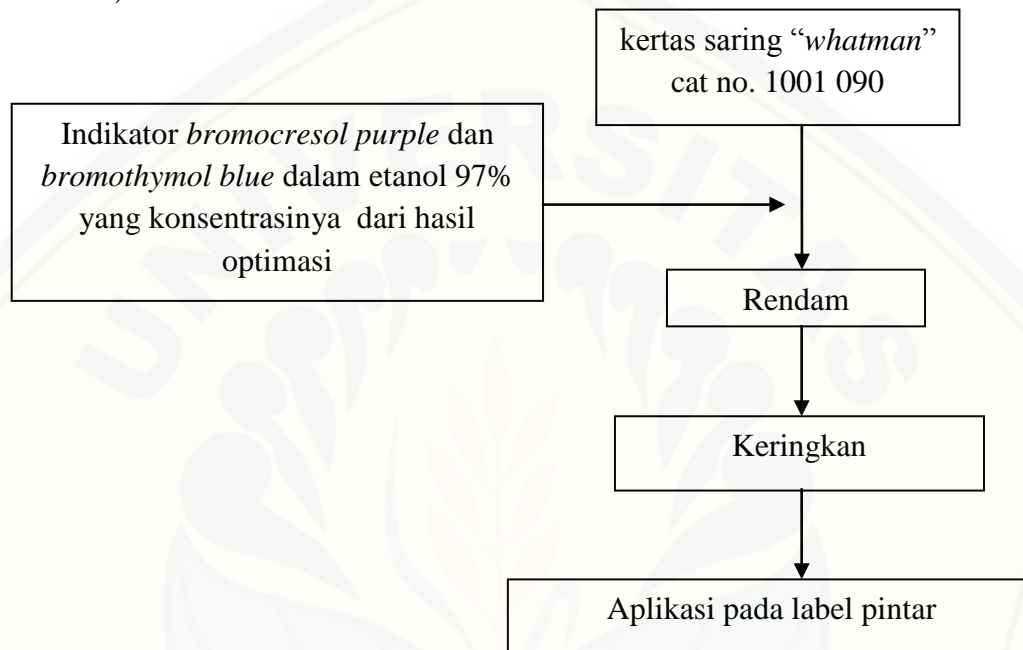 kertas saring “whatman”
cat no. 1001 090
Indikator bromocresol purple dan
bromothymol blue dalam etanol 97%
yang konsentrasinya dari hasil
optimasi
UNIVERSITAS
Rendam
Keringkan
Aplikasi pada label pintar